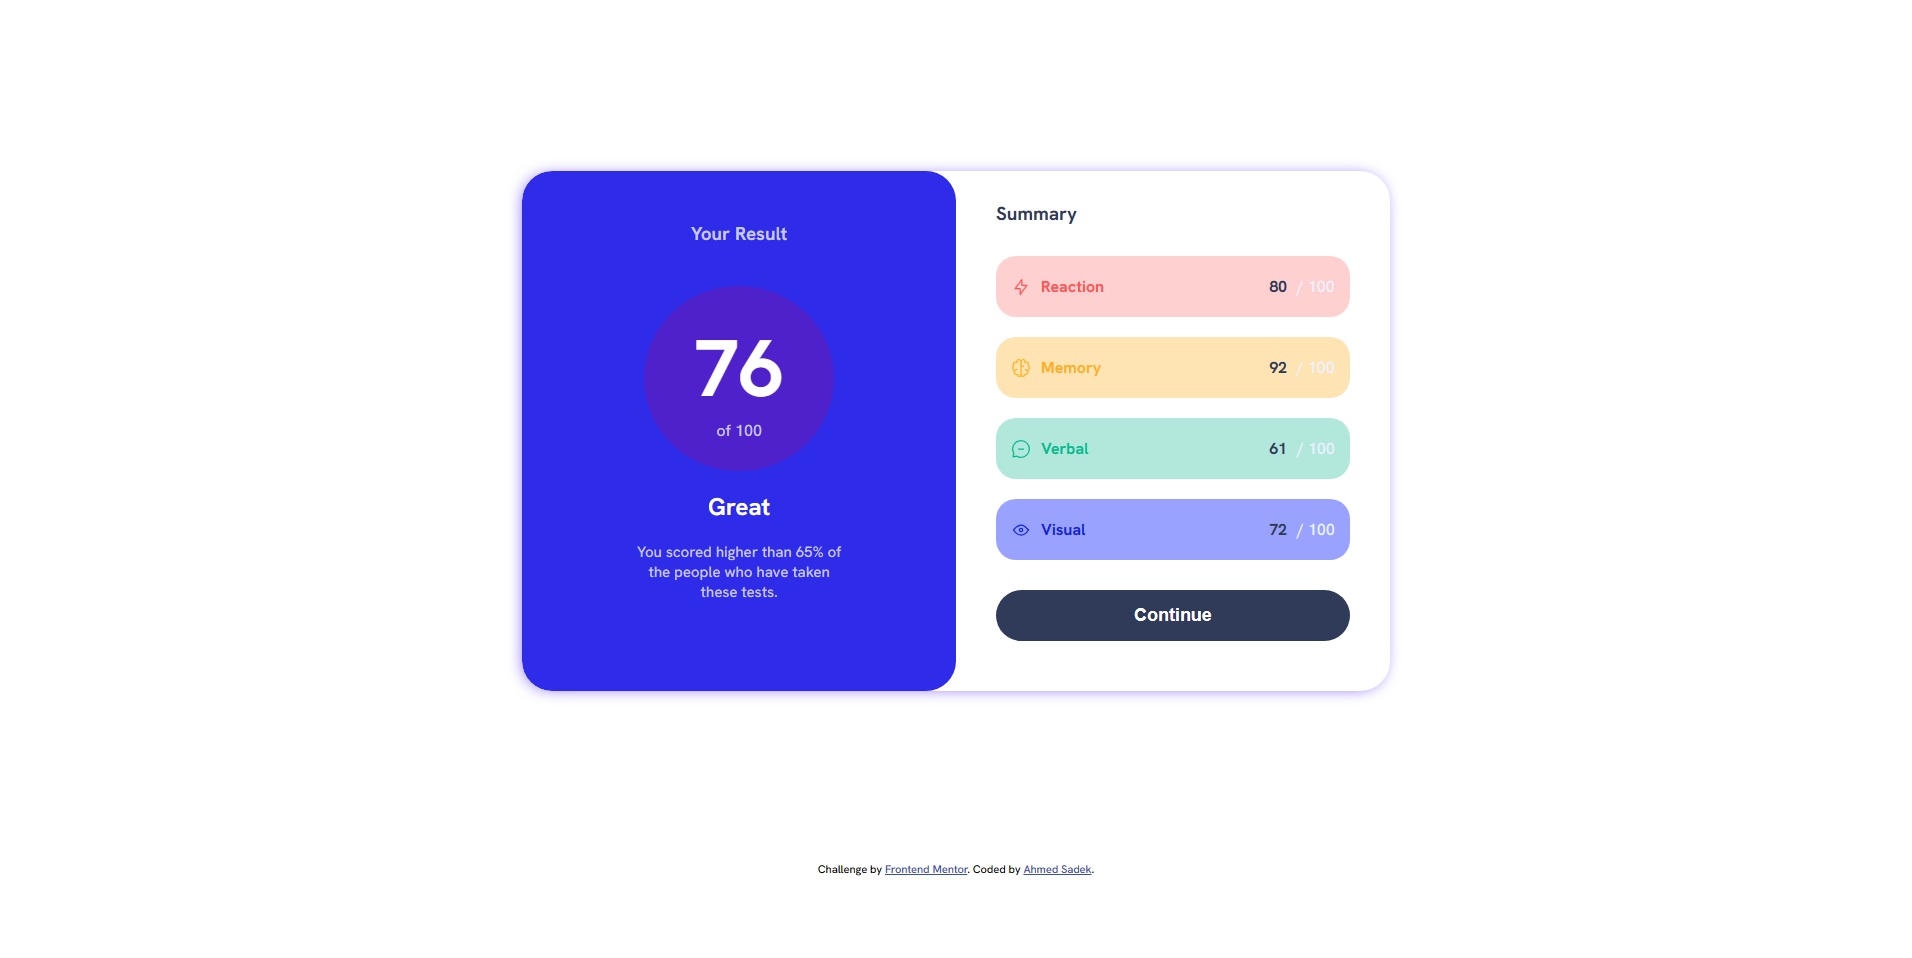 Your Result
76
of 100
Great
You scored higher than 65% of
the people who have taken
these tests.
Summary
Reaction 80 / 100
Memory 92 / 100
Verbal 61 / 100
Visual 72 / 100
Continue
Challenge by Frontend Mentor. Coded by Ahmed Sadek.